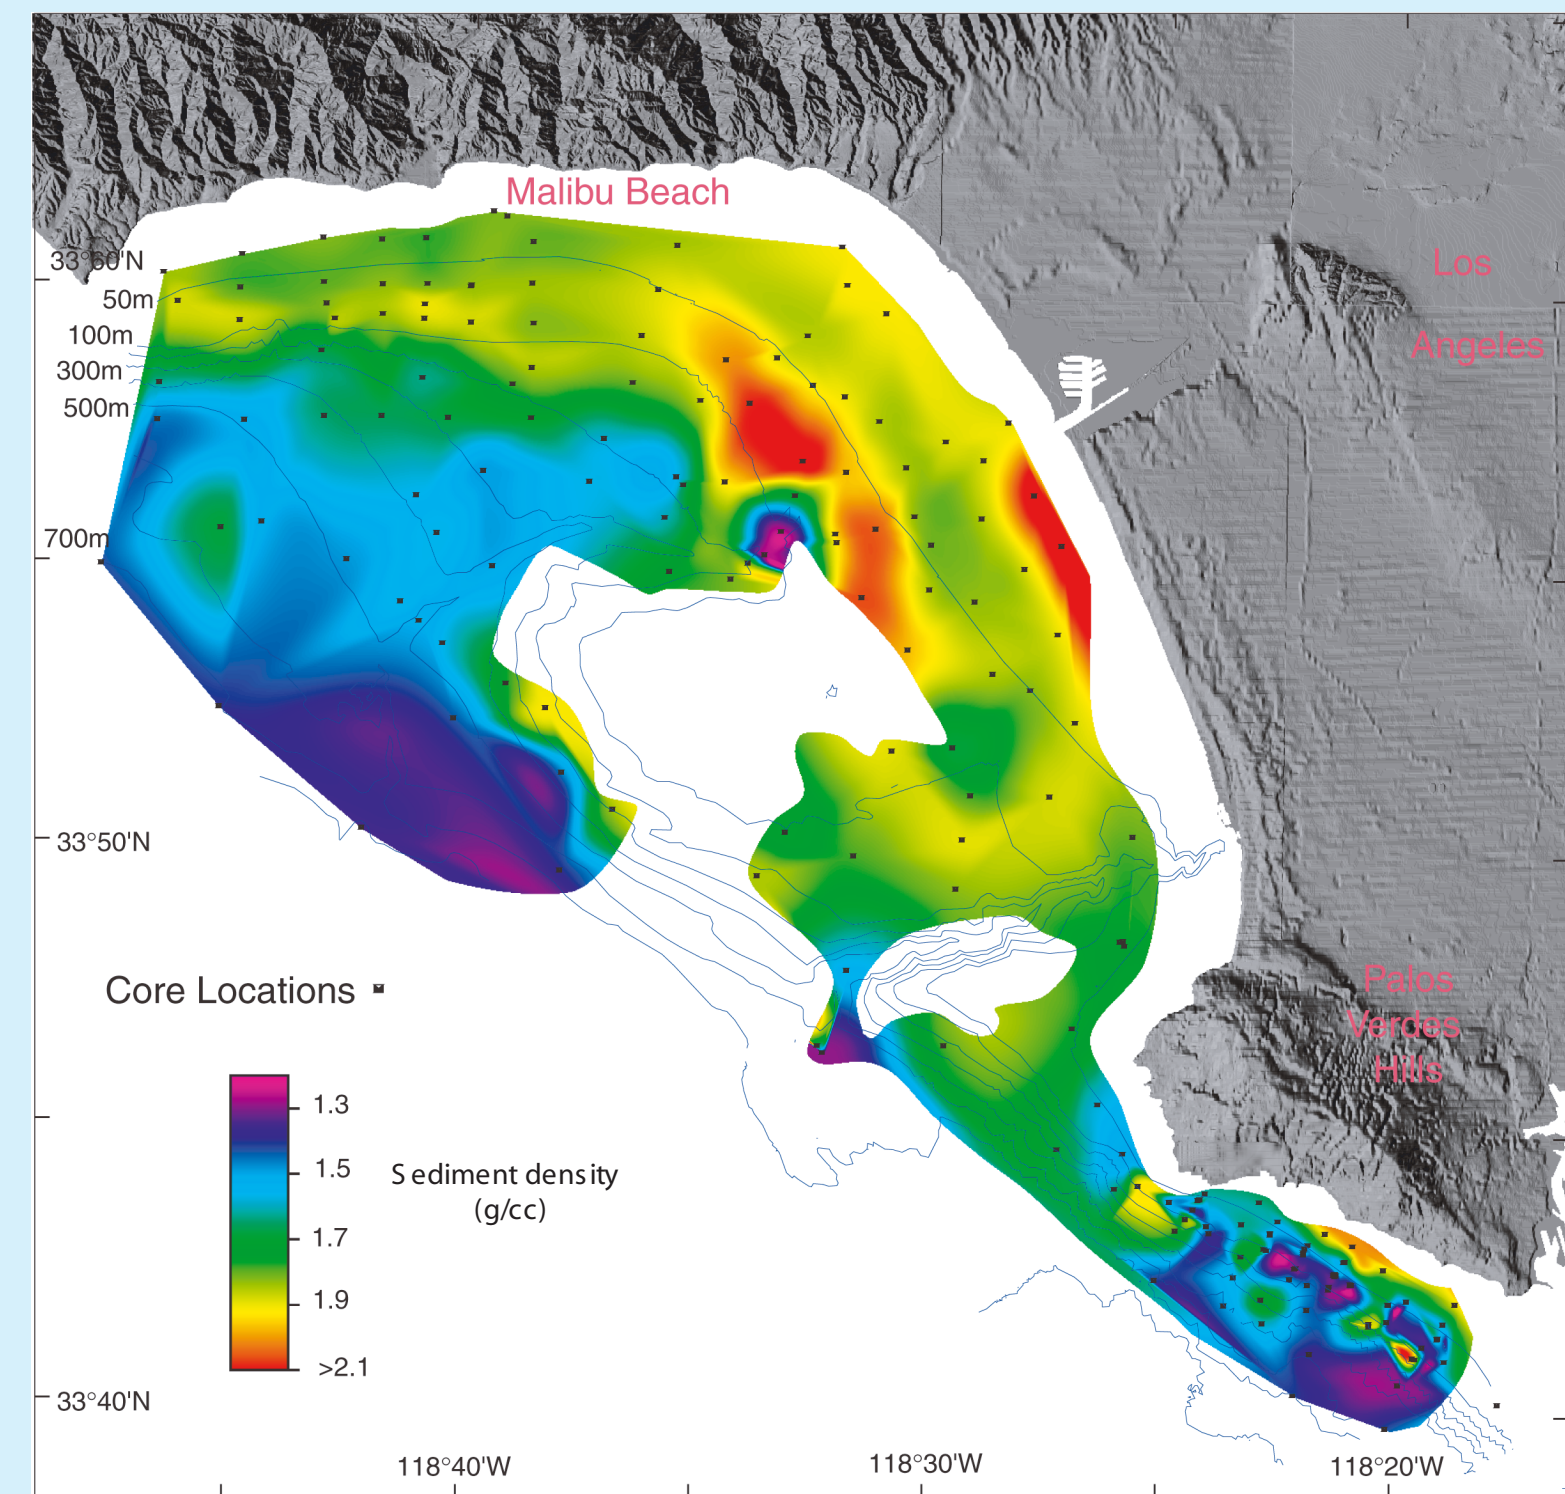 Malibu Beach
33°60'N
50m
100m
300m
500m
700m
Los
Angeles
33°50'N
Core Locations
Palos
Verdes
Hills
1.3
1.5
1.7
1.9
>2.1
Sediment density
(g/cc)
33°40'N
118°40'W
118°30'W
118°20'W